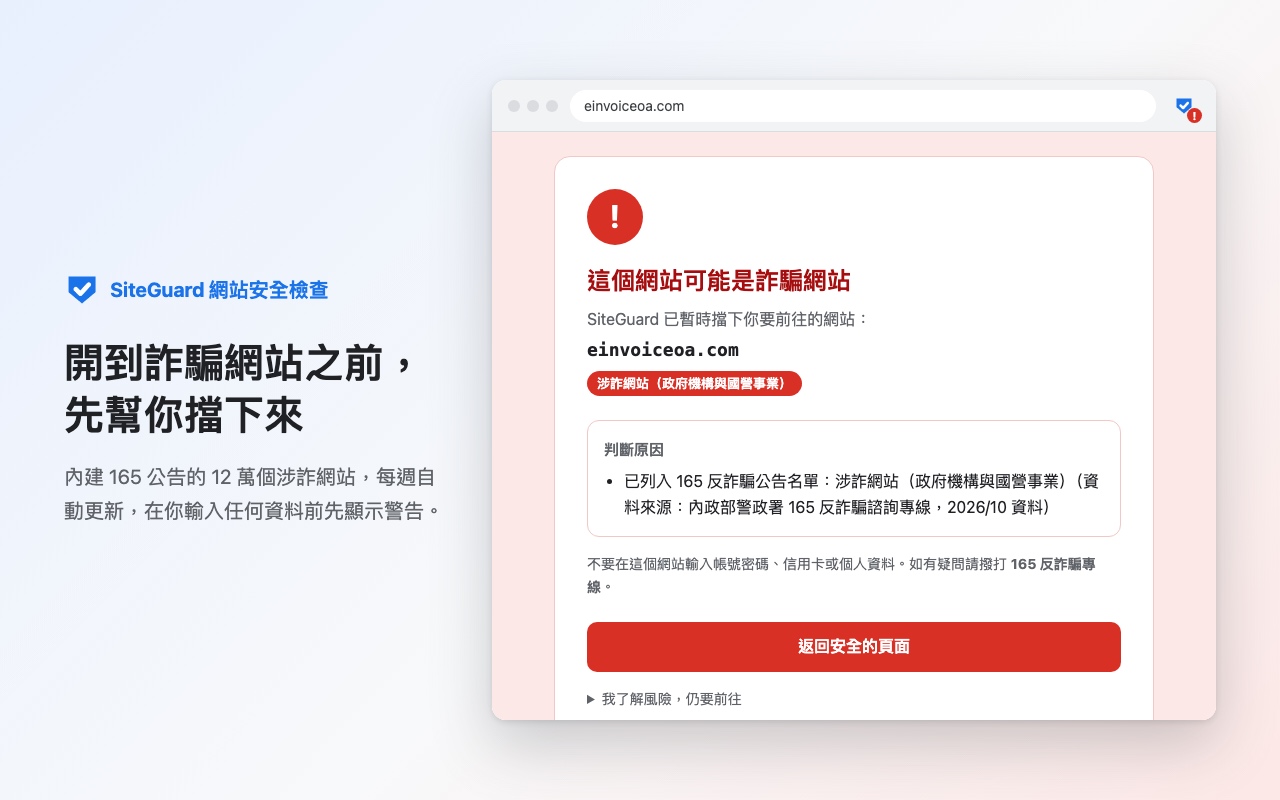 SiteGuard 網站安全檢查
開到詐騙網站之前，
先幫你擋下來
內建 165 公告的 12 萬個涉詐網站，每週自
動更新，在你輸入任何資料前先顯示警告。
einvoiceoa.com
!
!
這個網站可能是詐騙網站
SiteGuard 已暫時擋下你要前往的網站：
einvoiceoa.com
涉詐網站（政府機構與國營事業）
判斷原因
• 已列入 165 反詐騙公告名單：涉詐網站（政府機構與國營事業）（資
料來源：內政部警政署 165 反詐騙諮詢專線，2026/10 資料）
不要在這個網站輸入帳號密碼、信用卡或個人資料。如有疑問請撥打 165 反詐騙專
線。
返回安全的頁面
▶ 我了解風險，仍要前往